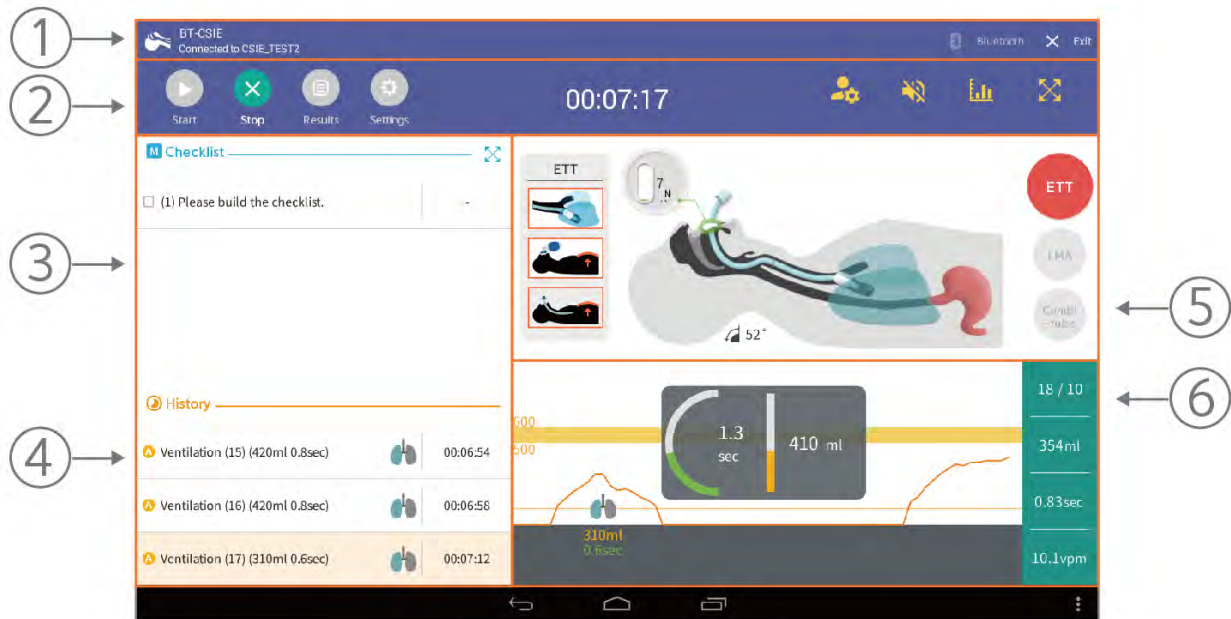 1
BT-CSIE
Connected to CSIE_TEST2
Bluetooth
Exit
2
Start
Stop
Results
Settings
00:07:17
3
M Checklist
(1) Please build the checklist.
-
ETT
7
N
52°
ETT
LMA
Combi
-tube
5
4
History
A Ventilation (15) (420ml 0.8sec) 00:06:54
A Ventilation (16) (420ml 0.8sec) 00:06:58
A Ventilation (17) (310ml 0.6sec) 00:07:12
600
500
1.3
sec
410 ml
310ml
0.6sec
18 / 10
354ml
0.83sec
10.1vpm
6